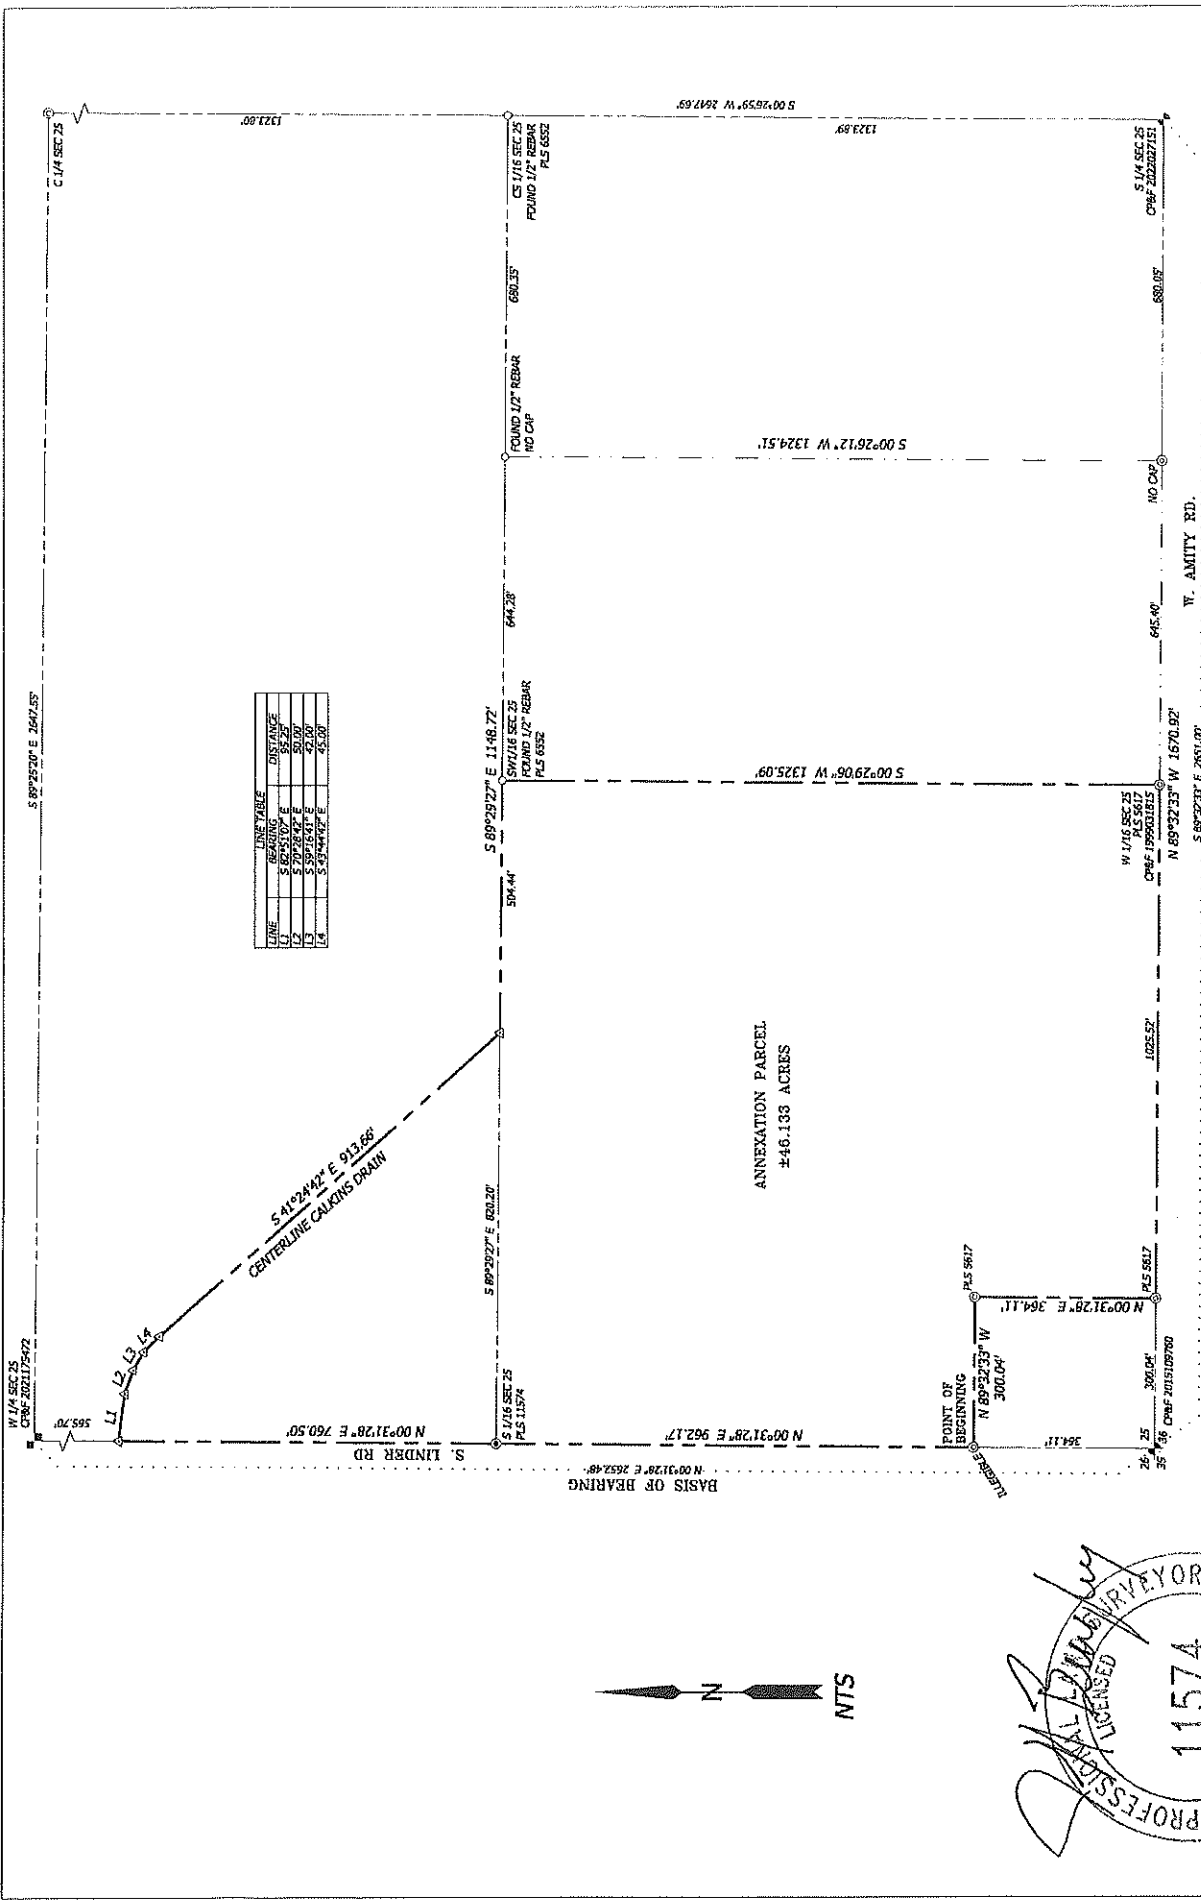 W 1/4 SEC 25
CP&F 2021175472
S 89°25'20" E 2647.55'
C 1/4 SEC 25
565.70'
L1
L2
L3
L4
LINE TABLE
LINE BEARING DISTANCE
L1 S 82°51'07" E 95.25'
L2 S 70°28'42" E 50.00'
L3 S 59°16'41" E 42.00'
L4 S 43°44'42" E 45.00'
1323.80'
S 41°24'42" E 913.66'
CENTERLINE CALKINS DRAIN
N 00°31'28" E 760.50'
S. LINDER RD
S 1/16 SEC 25
PLS 11574
S 89°29'27" E 820.20'
504.44'
S 89°29'27" E 1148.72'
SW1/16 SEC 25
FOUND 1/2" REBAR
PLS 6552
644.28'
FOUND 1/2" REBAR
NO CAP
680.35'
CS 1/16 SEC 25
FOUND 1/2" REBAR
PLS 6552
S 00°26'59" W 2647.69'
1323.89'
N 00°31'28" E 962.17'
N 00°31'28" E 2652.48'
BASIS OF BEARING
ANNEXATION PARCEL
±46.133 ACRES
S 00°29'06" W 1325.09'
S 00°26'12" W 1324.51'
POINT OF
BEGINNING
ILLEGIBLE
N 89°32'33" W
300.04'
PLS 5617
N 00°31'28" E 364.11'
364.11'
26 25
35 36
CP&F 2015109760
300.04'
PLS 5617
1025.52'
W 1/16 SEC 25
PLS 5617
CP&F 1999031815
N 89°32'33" W 1670.92'
645.40'
NO CAP
680.05'
S 1/4 SEC 25
CP&F 2022027151
W. AMITY RD.
S 89°32'33" E 2651.00'
N
NTS
PROFESSIONAL LAND SURVEYOR
LICENSED
11574